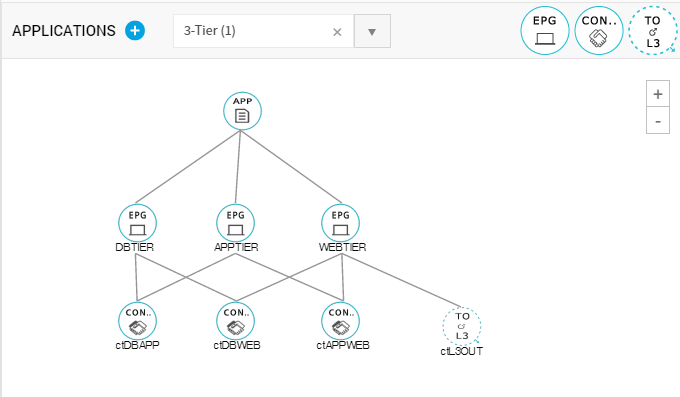 APPLICATIONS +
3-Tier (1) × ▼
EPG
CON..
TO
L3
+
-
APP
EPG
DBTIER
EPG
APPTIER
EPG
WEBTIER
CON..
ctDBAPP
CON..
ctDBWEB
CON..
ctAPPWEB
TO
L3
ctL3OUT